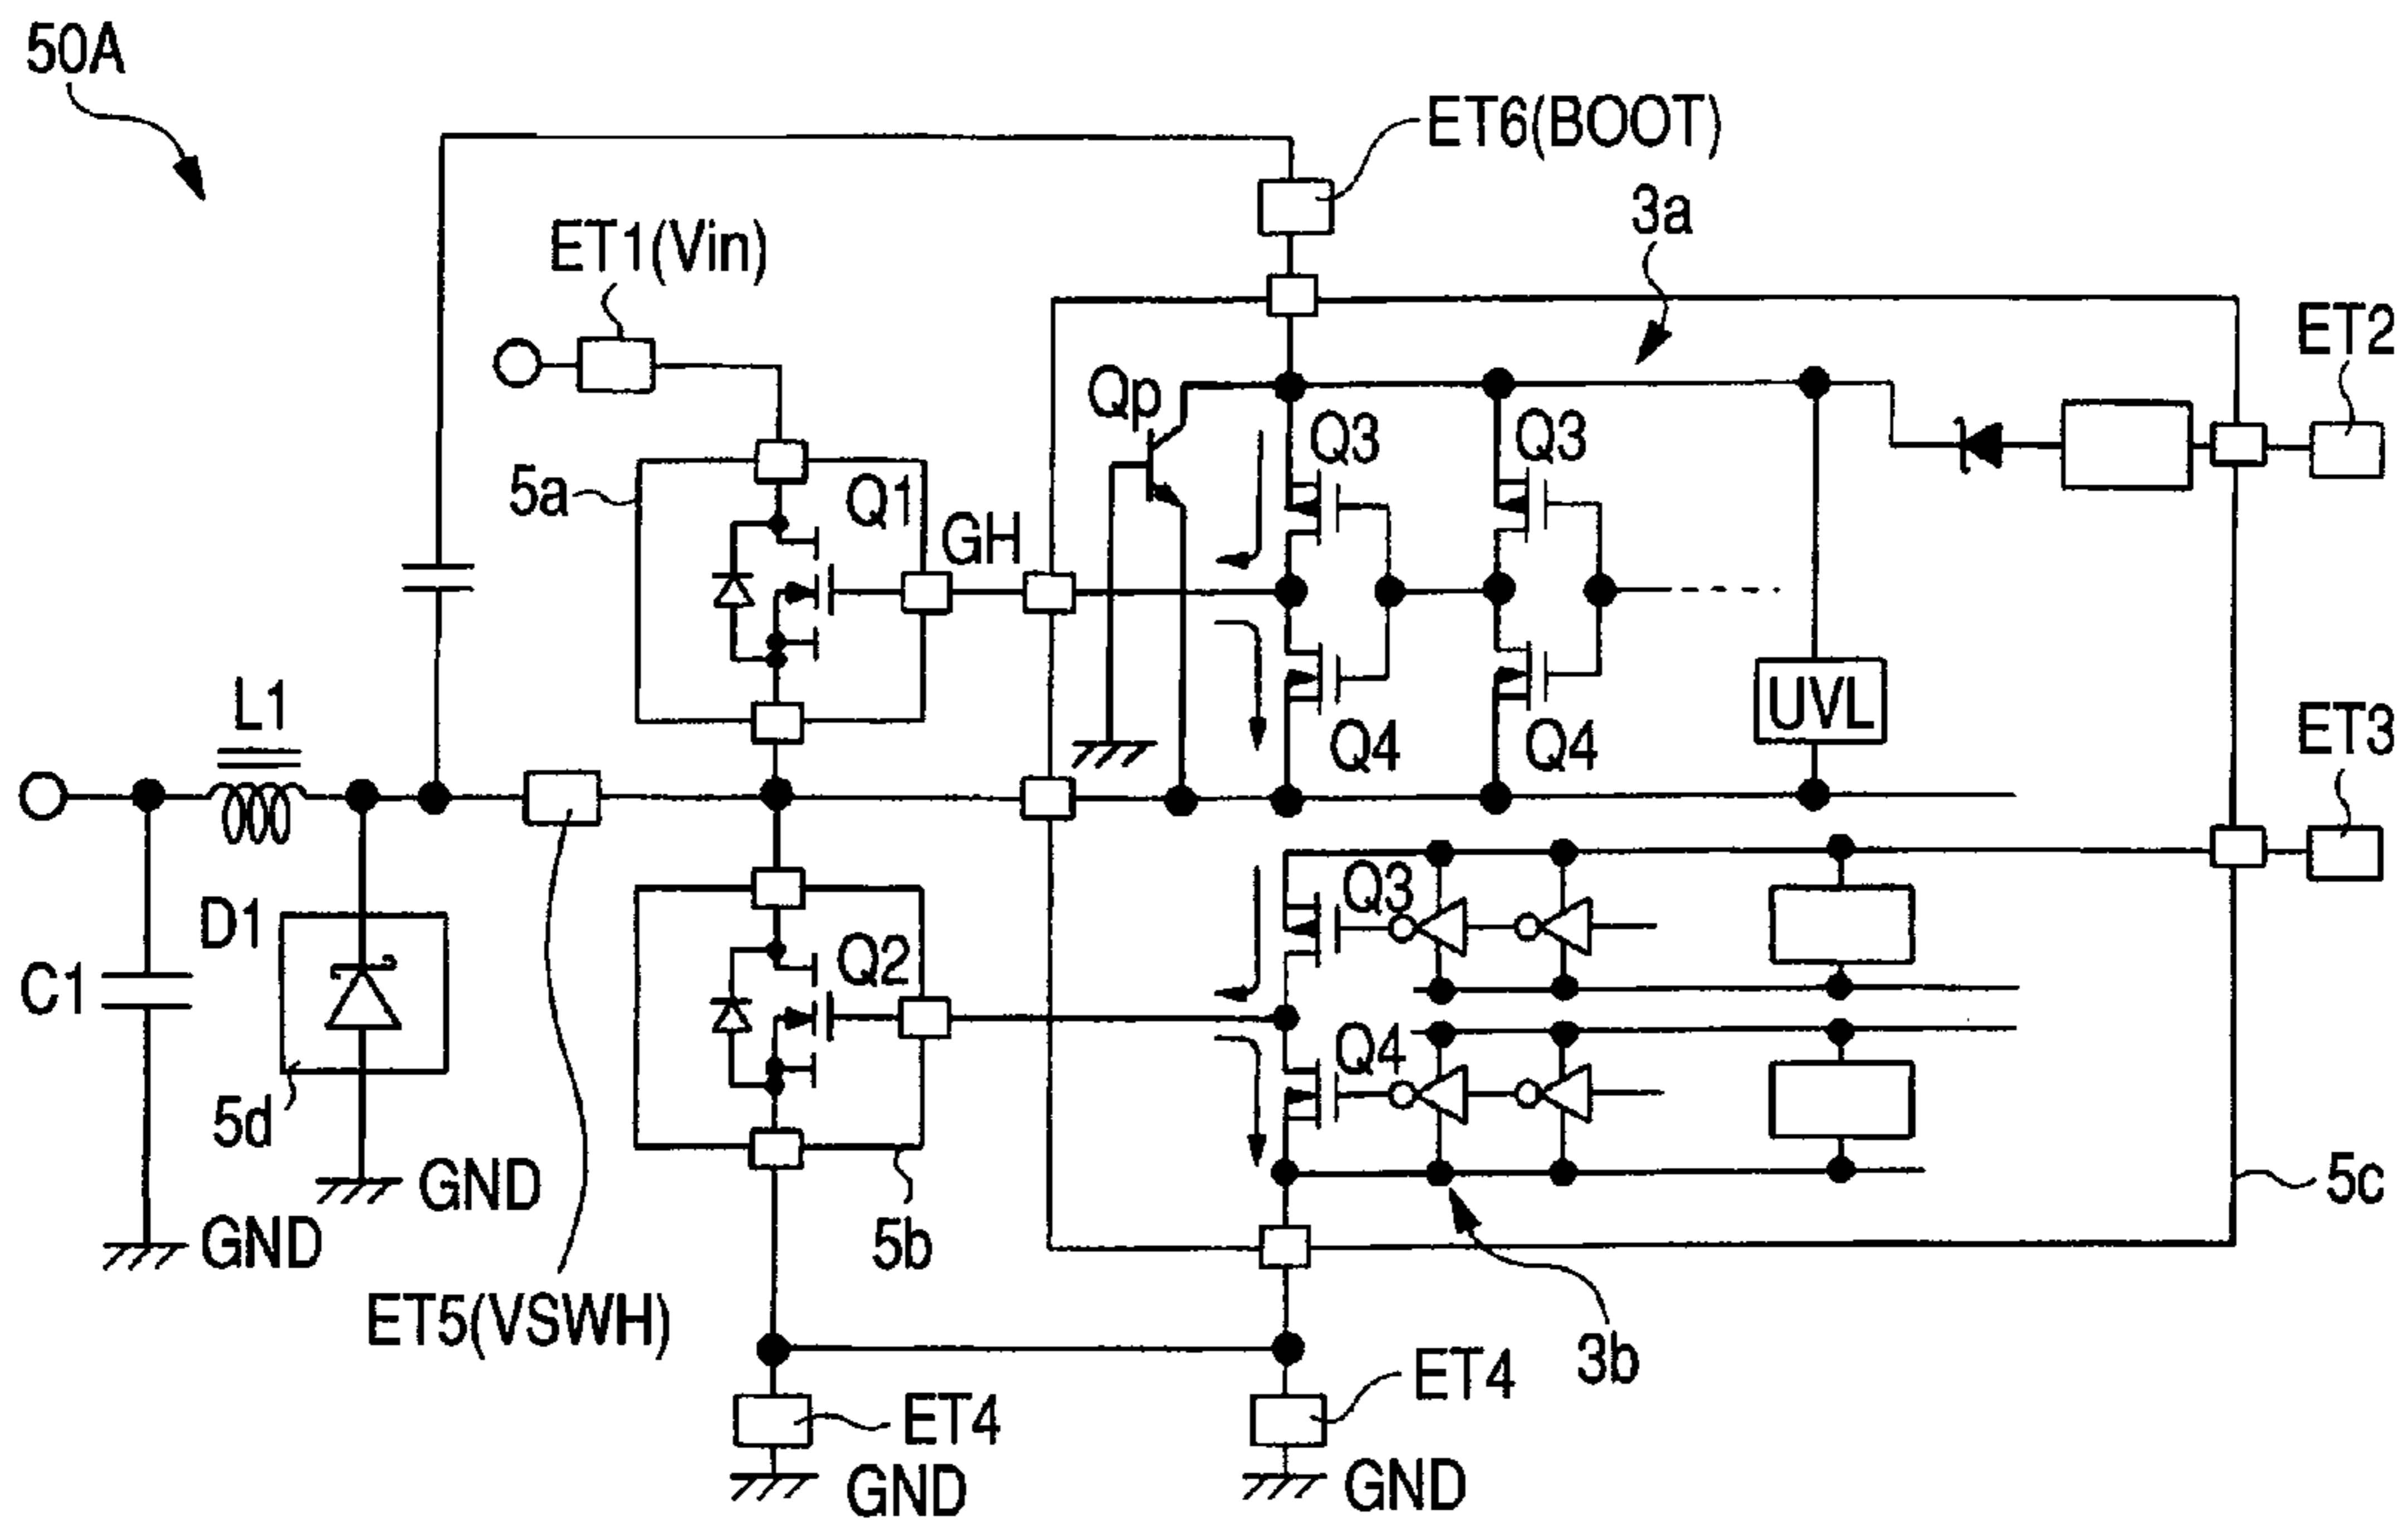 50A
ET6(BOOT)
3a
ET1(Vin)
ET2
Qp
Q3
Q3
5a
Q1
GH
L1
UVL
Q4
Q4
ET3
Q3
D1
Q2
C1
Q4
5d
GND
5c
GND
5b
ET5(VSWH)
3b
ET4
ET4
GND
GND